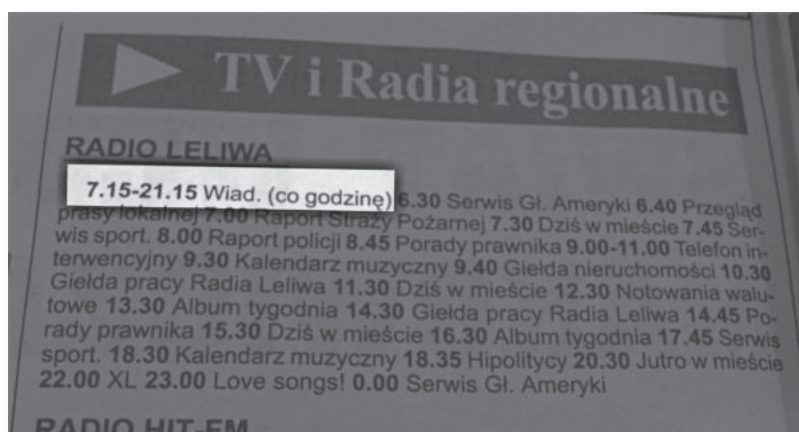 TV i Radia regionalne
RADIO LELIWA
7.15-21.15 Wiad. (co godzinę) 6.30 Serwis Gł. Ameryki 6.40 Przegląd
prasy lokalnej 7.00 Raport Straży Pożarnej 7.30 Dziś w mieście 7.45 Ser-
wis sport. 8.00 Raport policji 8.45 Porady prawnika 9.00-11.00 Telefon in-
terwencyjny 9.30 Kalendarz muzyczny 9.40 Giełda nieruchomości 10.30
Giełda pracy Radia Leliwa 11.30 Dziś w mieście 12.30 Notowania walu-
towe 13.30 Album tygodnia 14.30 Giełda pracy Radia Leliwa 14.45 Po-
rady prawnika 15.30 Dziś w mieście 16.30 Album tygodnia 17.45 Serwis
sport. 18.30 Kalendarz muzyczny 18.35 Hipolitycy 20.30 Jutro w mieście
22.00 XL 23.00 Love songs! 0.00 Serwis Gł. Ameryki
RADIO HIT-FM